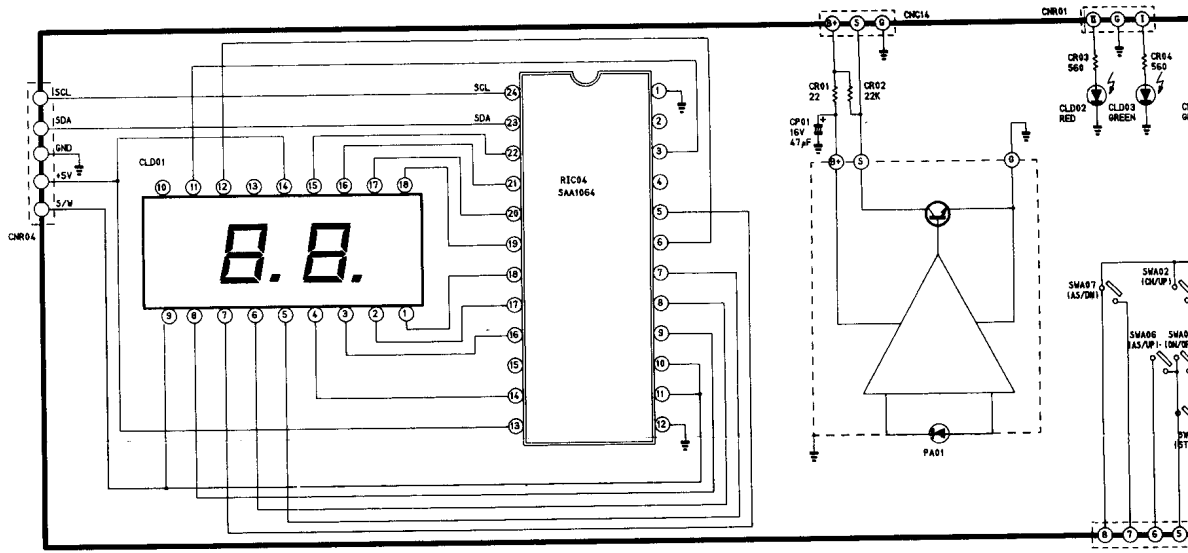 B+ S G CNC14
CNR01 R G I
CR03
560
CR04
560
CR01
22
CR02
22K
CLD02
RED
CLD03
GREEN
CP01
16V
47µF
SCL
SDA
GND
+5V
S/W
CNR04
SCL
SDA
CLD01
10 11 12 13 14 15 16 17 18
8.8.
9 8 7 6 5 4 3 2 1
RIC04
SAA1064
24 1
23 2
22 3
21 4
20 5
19 6
18 7
17 8
16 9
15 10
14 11
13 12
B+ S G
PA01
SWA07
(AS/DN)
SWA02
(CH/UP)
SWA06
(AS/UP)
8 7 6 5